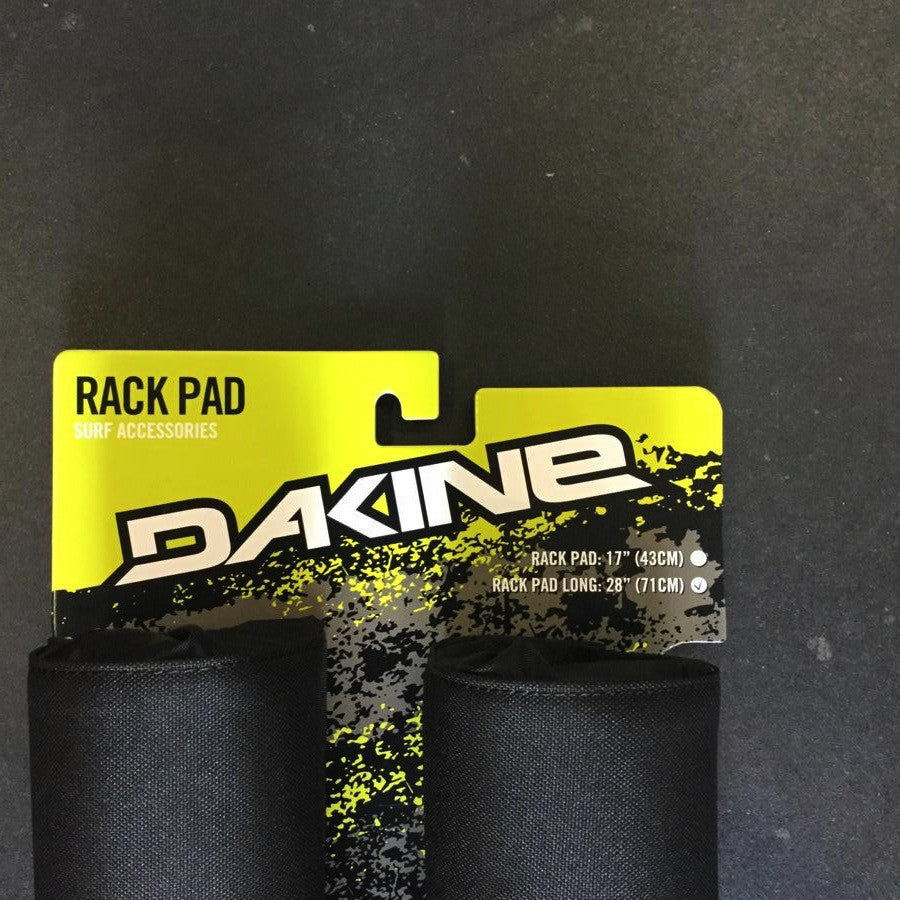 RACK PAD
SURF ACCESSORIES
DAKINE
RACK PAD: 17" (43CM)
RACK PAD LONG: 28" (71CM)